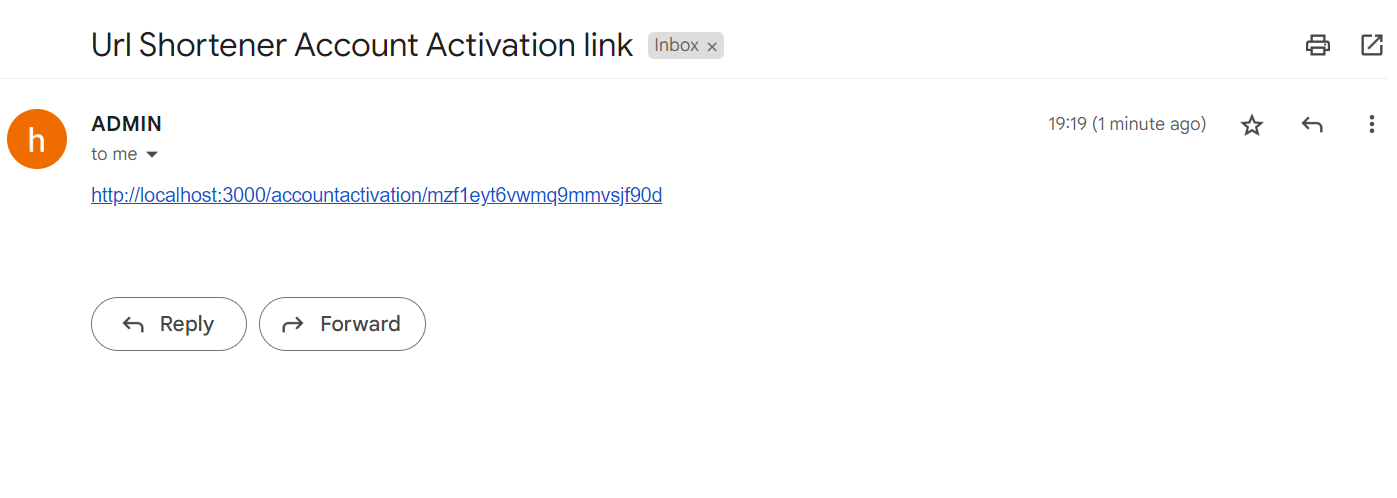 Url Shortener Account Activation link Inbox ×
h
ADMIN 19:19 (1 minute ago)
to me
http://localhost:3000/accountactivation/mzf1eyt6vwmq9mmvsjf90d
Reply Forward